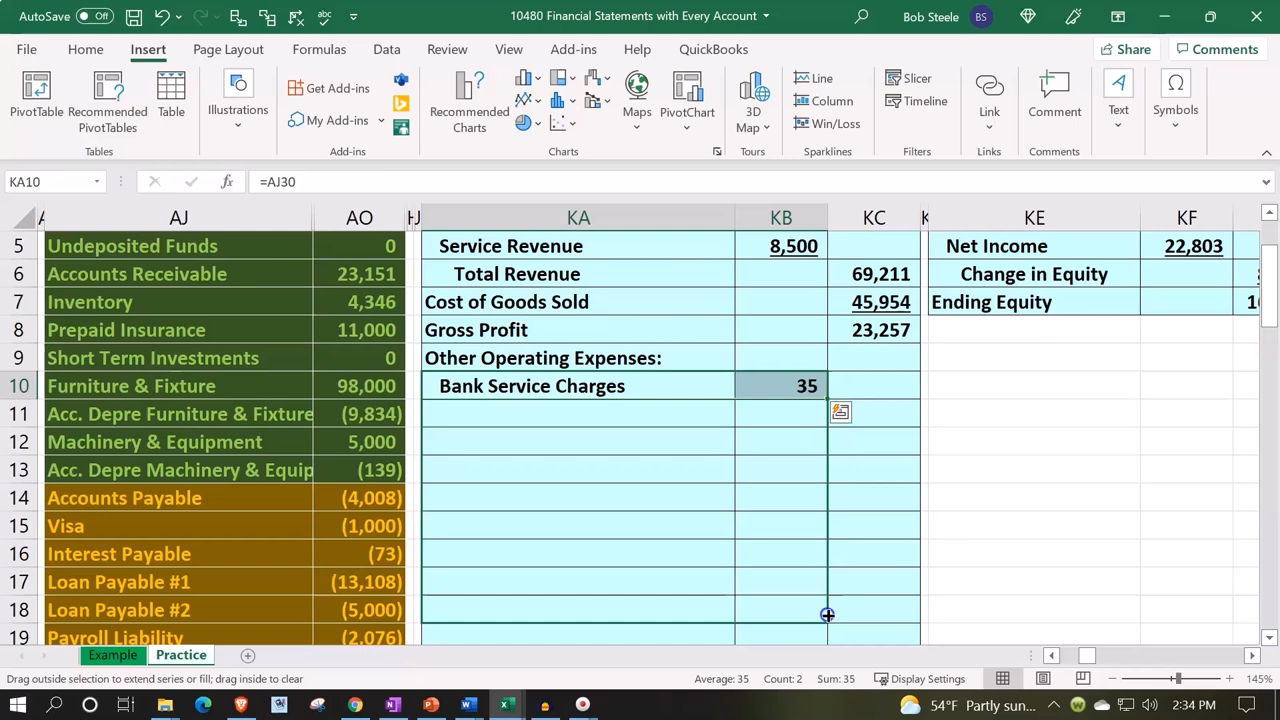 AutoSave Off 10480 Financial Statements with Every Account Bob Steele BS
File Home Insert Page Layout Formulas Data Review View Add-ins Help QuickBooks Share Comments
PivotTable Recommended PivotTables Table Illustrations Get Add-ins My Add-ins Recommended Charts Maps PivotChart 3D Map Line Column Win/Loss Slicer Timeline Link Comment Text Symbols
Tables Add-ins Charts Tours Sparklines Filters Links Comments
KA10 fx =AJ30
A AJ AO H J KA KB KC K KE KF
5 Undeposited Funds 0 Service Revenue 8,500 Net Income 22,803
6 Accounts Receivable 23,151 Total Revenue 69,211 Change in Equity
7 Inventory 4,346 Cost of Goods Sold 45,954 Ending Equity
8 Prepaid Insurance 11,000 Gross Profit 23,257
9 Short Term Investments 0 Other Operating Expenses:
10 Furniture & Fixture 98,000 Bank Service Charges 35
11 Acc. Depre Furniture & Fixture (9,834)
12 Machinery & Equipment 5,000
13 Acc. Depre Machinery & Equip (139)
14 Accounts Payable (4,008)
15 Visa (1,000)
16 Interest Payable (73)
17 Loan Payable #1 (13,108)
18 Loan Payable #2 (5,000)
19 Payroll Liability (2,076)
Example Practice
Drag outside selection to extend series or fill; drag inside to clear Average: 35 Count: 2 Sum: 35 Display Settings 145%
54°F Partly sun... 2:34 PM